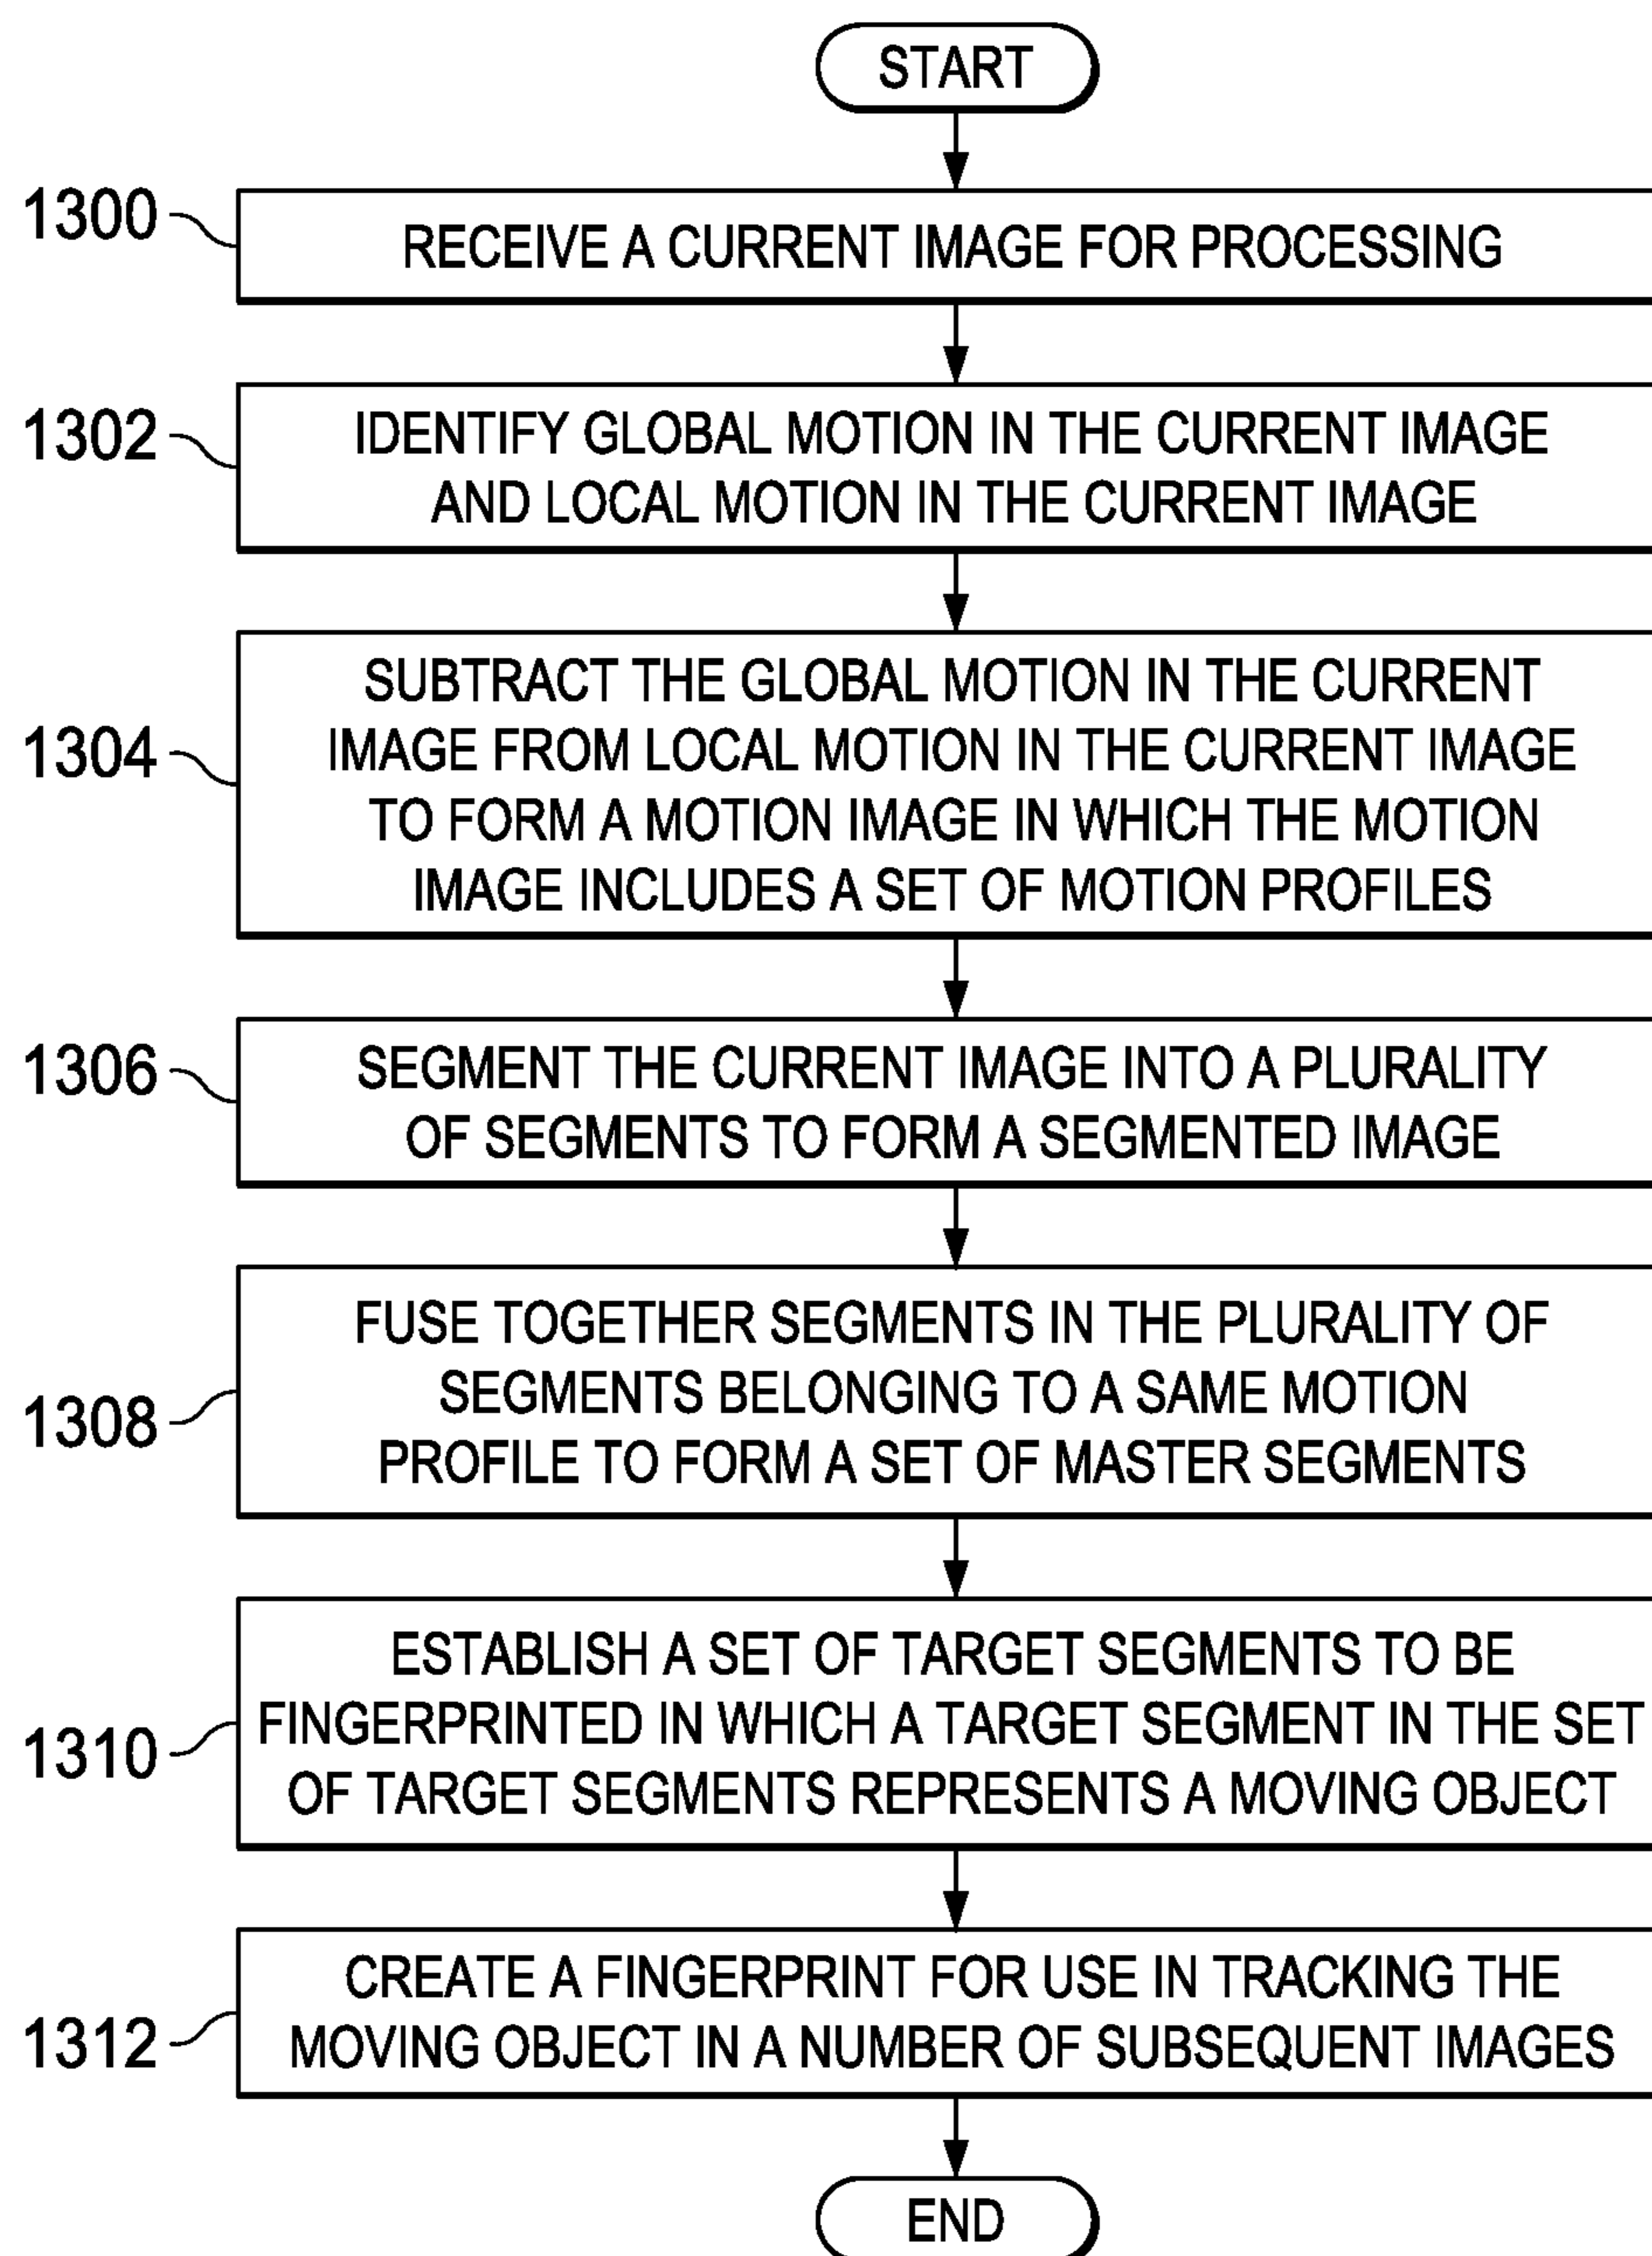 START
1300
RECEIVE A CURRENT IMAGE FOR PROCESSING
1302
IDENTIFY GLOBAL MOTION IN THE CURRENT IMAGE
AND LOCAL MOTION IN THE CURRENT IMAGE
1304
SUBTRACT THE GLOBAL MOTION IN THE CURRENT
IMAGE FROM LOCAL MOTION IN THE CURRENT IMAGE
TO FORM A MOTION IMAGE IN WHICH THE MOTION
IMAGE INCLUDES A SET OF MOTION PROFILES
1306
SEGMENT THE CURRENT IMAGE INTO A PLURALITY
OF SEGMENTS TO FORM A SEGMENTED IMAGE
1308
FUSE TOGETHER SEGMENTS IN THE PLURALITY OF
SEGMENTS BELONGING TO A SAME MOTION
PROFILE TO FORM A SET OF MASTER SEGMENTS
1310
ESTABLISH A SET OF TARGET SEGMENTS TO BE
FINGERPRINTED IN WHICH A TARGET SEGMENT IN THE SET
OF TARGET SEGMENTS REPRESENTS A MOVING OBJECT
1312
CREATE A FINGERPRINT FOR USE IN TRACKING THE
MOVING OBJECT IN A NUMBER OF SUBSEQUENT IMAGES
END